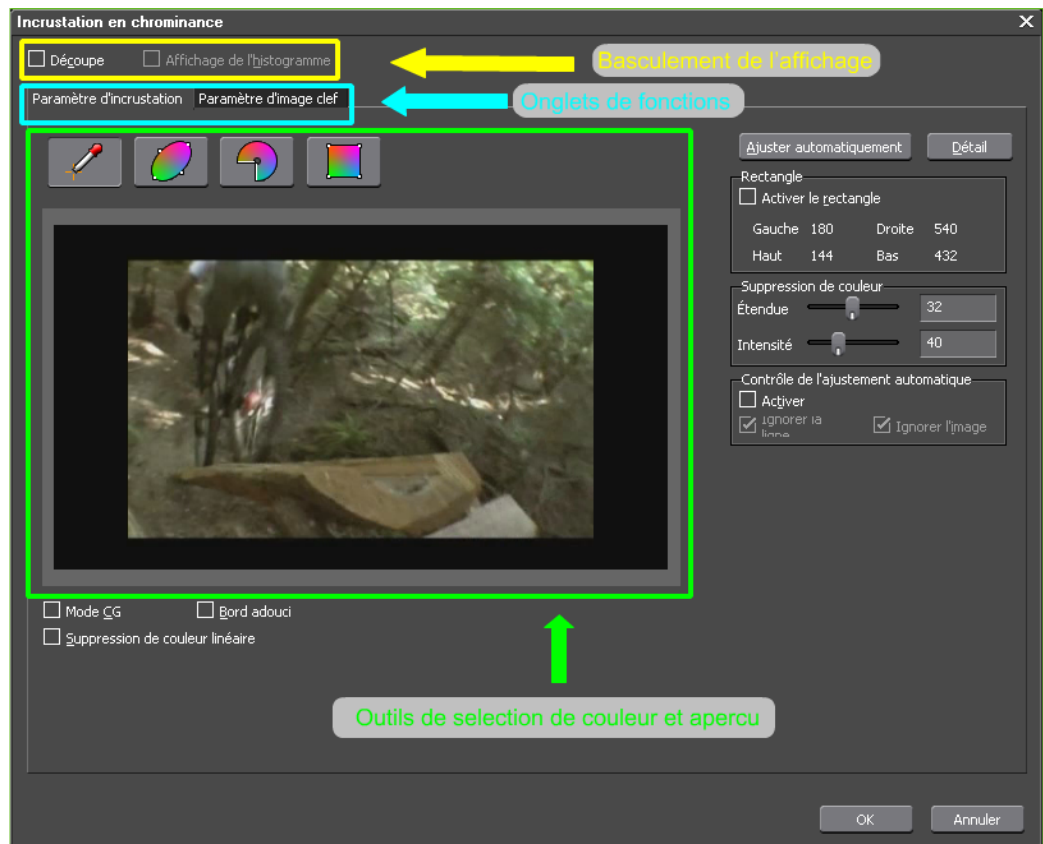 Incrustation en chrominance
Découpe Affichage de l'histogramme
Basculement de l'affichage
Paramètre d'incrustation Paramètre d'image clef
Onglets de fonctions
Ajuster automatiquement Détail
Rectangle
Activer le rectangle
Gauche 180 Droite 540
Haut 144 Bas 432
Suppression de couleur
Étendue 32
Intensité 40
Contrôle de l'ajustement automatique
Activer
Ignorer la
ligne
Ignorer l'image
Mode CG Bord adouci
Suppression de couleur linéaire
Outils de selection de couleur et apercu
OK Annuler